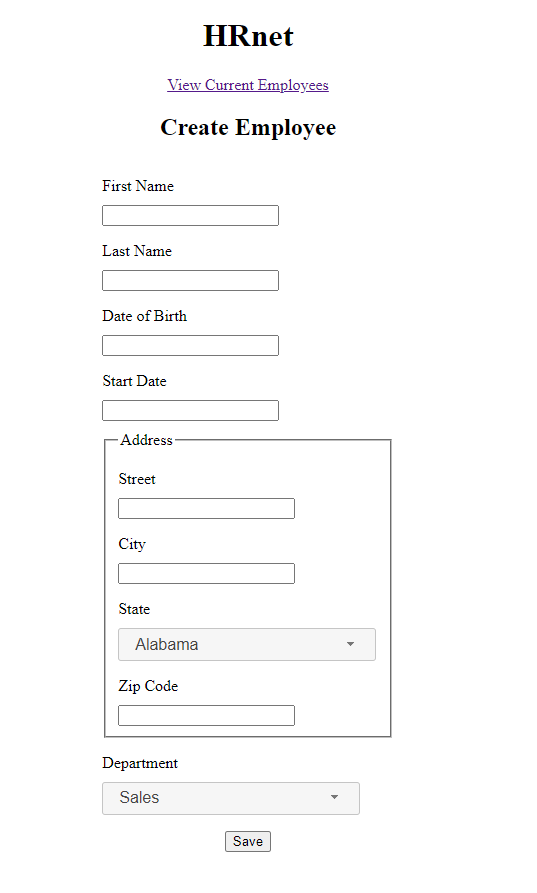 HRnet
View Current Employees
Create Employee
First Name
Last Name
Date of Birth
Start Date
Address
Street
City
State
Alabama
Zip Code
Department
Sales
Save